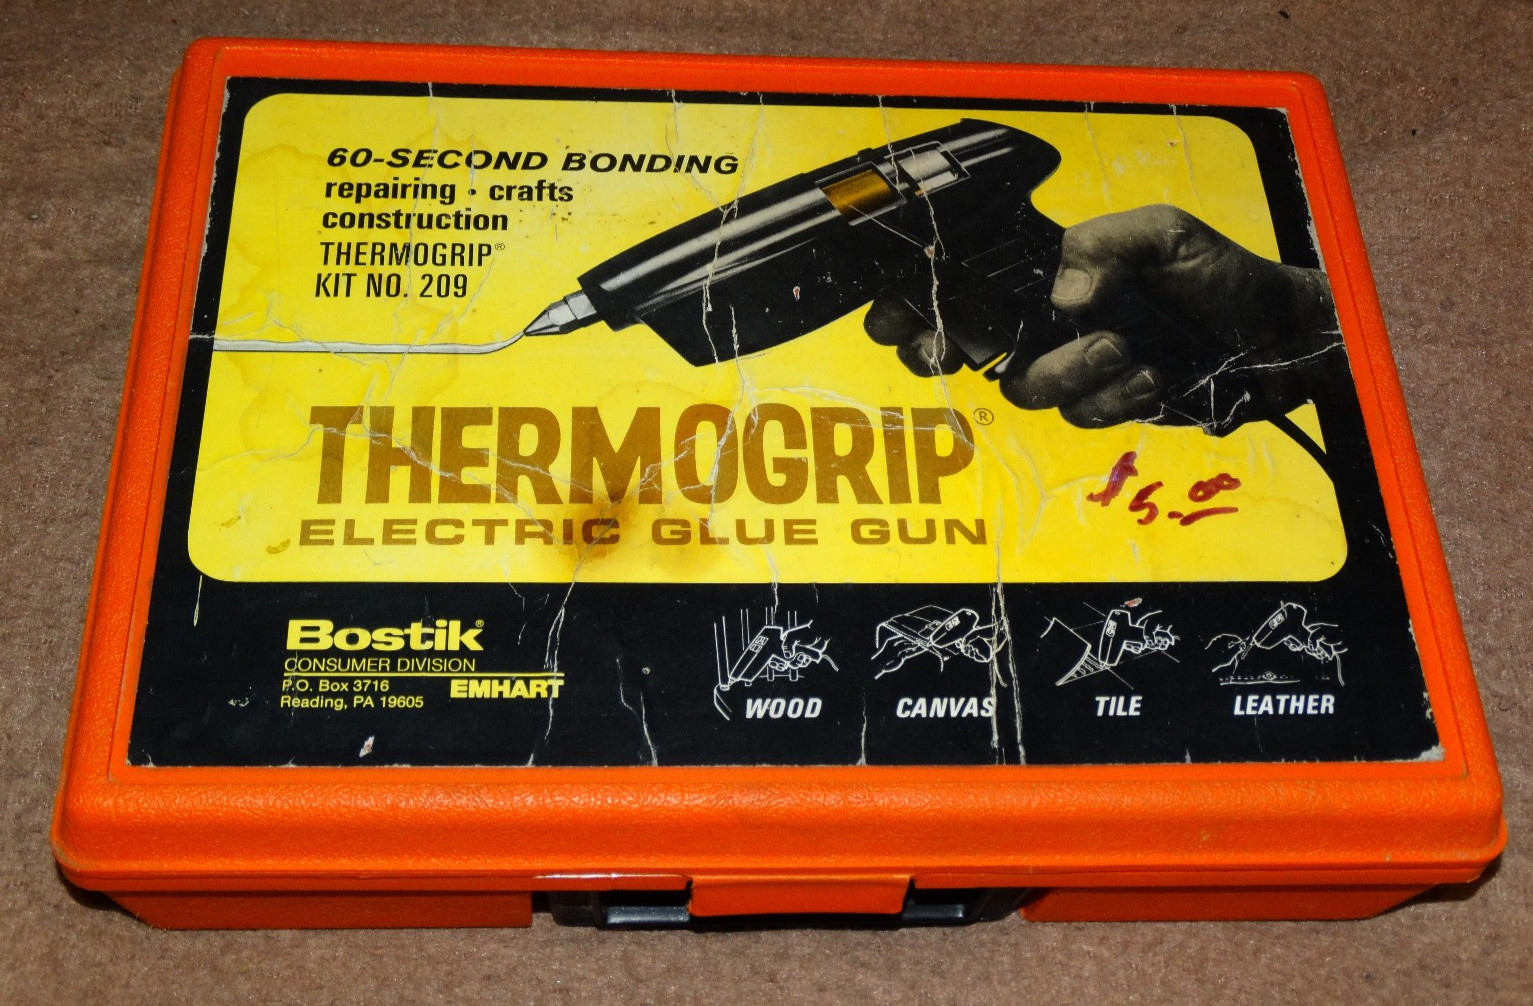 60-SECOND BONDING
repairing • crafts
construction
THERMOGRIP®
KIT NO. 209
THERMOGRIP®
ELECTRIC GLUE GUN
$5.00
Bostik®
CONSUMER DIVISION
P.O. Box 3716
Reading, PA 19605
EMHART
WOOD
CANVAS
TILE
LEATHER